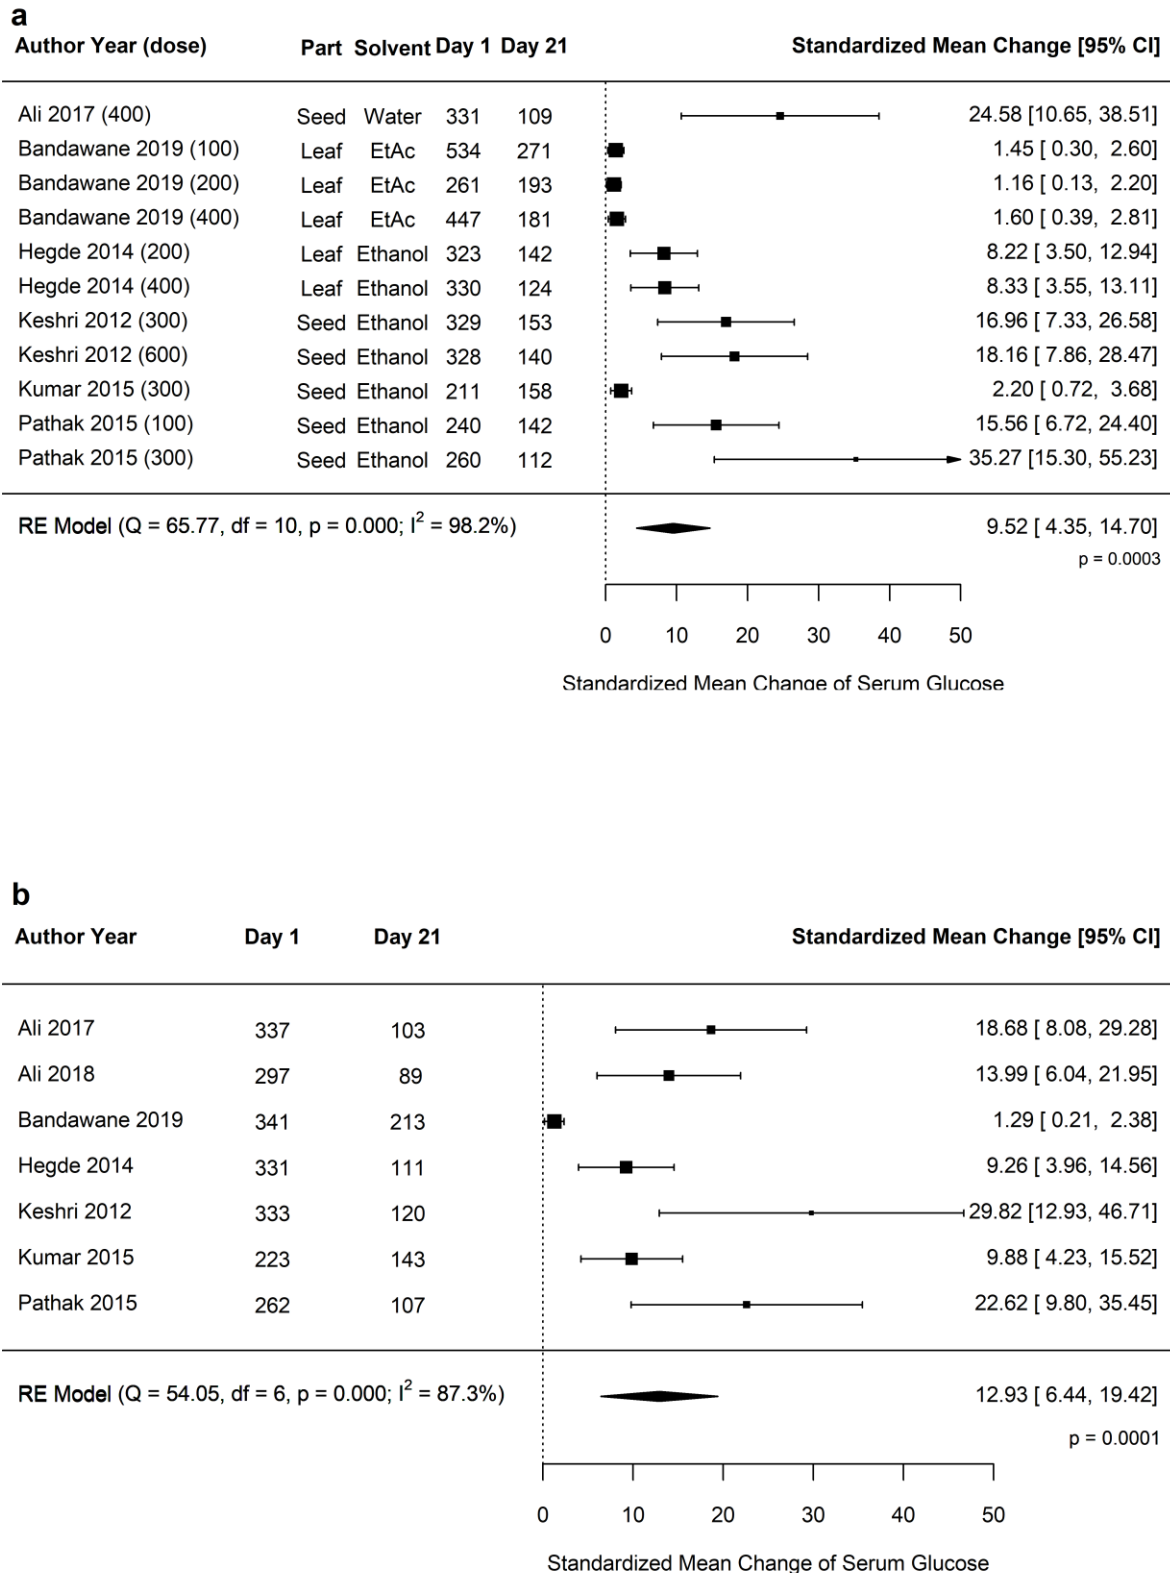 a
Author Year (dose) Part Solvent Day 1 Day 21 Standardized Mean Change [95% CI]
Ali 2017 (400) Seed Water 331 109 24.58 [10.65, 38.51]
Bandawane 2019 (100) Leaf EtAc 534 271 1.45 [ 0.30, 2.60]
Bandawane 2019 (200) Leaf EtAc 261 193 1.16 [ 0.13, 2.20]
Bandawane 2019 (400) Leaf EtAc 447 181 1.60 [ 0.39, 2.81]
Hegde 2014 (200) Leaf Ethanol 323 142 8.22 [ 3.50, 12.94]
Hegde 2014 (400) Leaf Ethanol 330 124 8.33 [ 3.55, 13.11]
Keshri 2012 (300) Seed Ethanol 329 153 16.96 [ 7.33, 26.58]
Keshri 2012 (600) Seed Ethanol 328 140 18.16 [ 7.86, 28.47]
Kumar 2015 (300) Seed Ethanol 211 158 2.20 [ 0.72, 3.68]
Pathak 2015 (100) Seed Ethanol 240 142 15.56 [ 6.72, 24.40]
Pathak 2015 (300) Seed Ethanol 260 112 35.27 [15.30, 55.23]
RE Model (Q = 65.77, df = 10, p = 0.000; I² = 98.2%) 9.52 [ 4.35, 14.70]
p = 0.0003
0 10 20 30 40 50
Standardized Mean Change of Serum Glucose
b
Author Year Day 1 Day 21 Standardized Mean Change [95% CI]
Ali 2017 337 103 18.68 [ 8.08, 29.28]
Ali 2018 297 89 13.99 [ 6.04, 21.95]
Bandawane 2019 341 213 1.29 [ 0.21, 2.38]
Hegde 2014 331 111 9.26 [ 3.96, 14.56]
Keshri 2012 333 120 29.82 [12.93, 46.71]
Kumar 2015 223 143 9.88 [ 4.23, 15.52]
Pathak 2015 262 107 22.62 [ 9.80, 35.45]
RE Model (Q = 54.05, df = 6, p = 0.000; I² = 87.3%) 12.93 [ 6.44, 19.42]
p = 0.0001
0 10 20 30 40 50
Standardized Mean Change of Serum Glucose